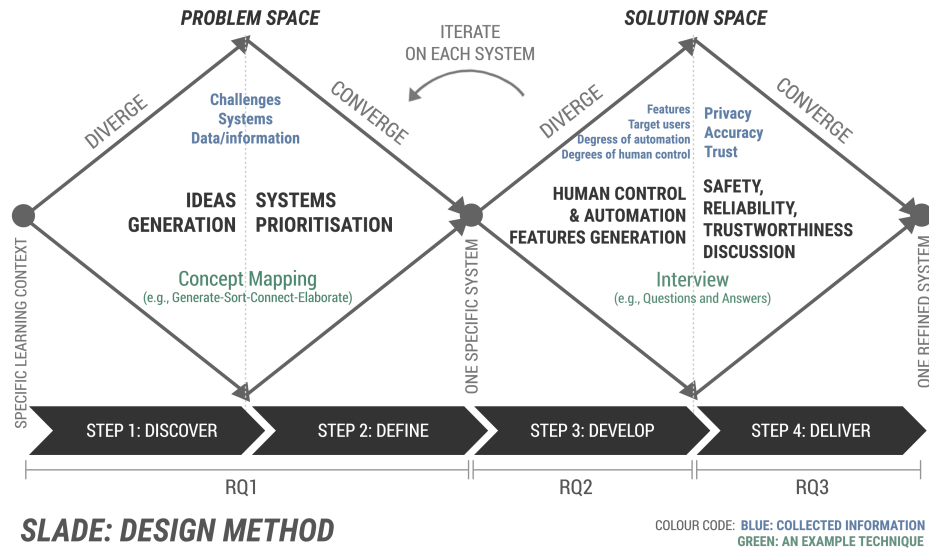 PROBLEM SPACE
SOLUTION SPACE
ITERATE
ON EACH SYSTEM
DIVERGE
CONVERGE
DIVERGE
CONVERGE
Challenges
Systems
Data/information
Features
Target users
Degress of automation
Degrees of human control
Privacy
Accuracy
Trust
IDEAS
GENERATION
SYSTEMS
PRIORITISATION
HUMAN CONTROL
& AUTOMATION
FEATURES GENERATION
SAFETY,
RELIABILITY,
TRUSTWORTHINESS
DISCUSSION
Concept Mapping
(e.g., Generate-Sort-Connect-Elaborate)
Interview
(e.g., Questions and Answers)
SPECIFIC LEARNING CONTEXT
ONE SPECIFIC SYSTEM
ONE REFINED SYSTEM
STEP 1: DISCOVER
STEP 2: DEFINE
STEP 3: DEVELOP
STEP 4: DELIVER
RQ1
RQ2
RQ3
SLADE: DESIGN METHOD
COLOUR CODE: BLUE: COLLECTED INFORMATION
GREEN: AN EXAMPLE TECHNIQUE